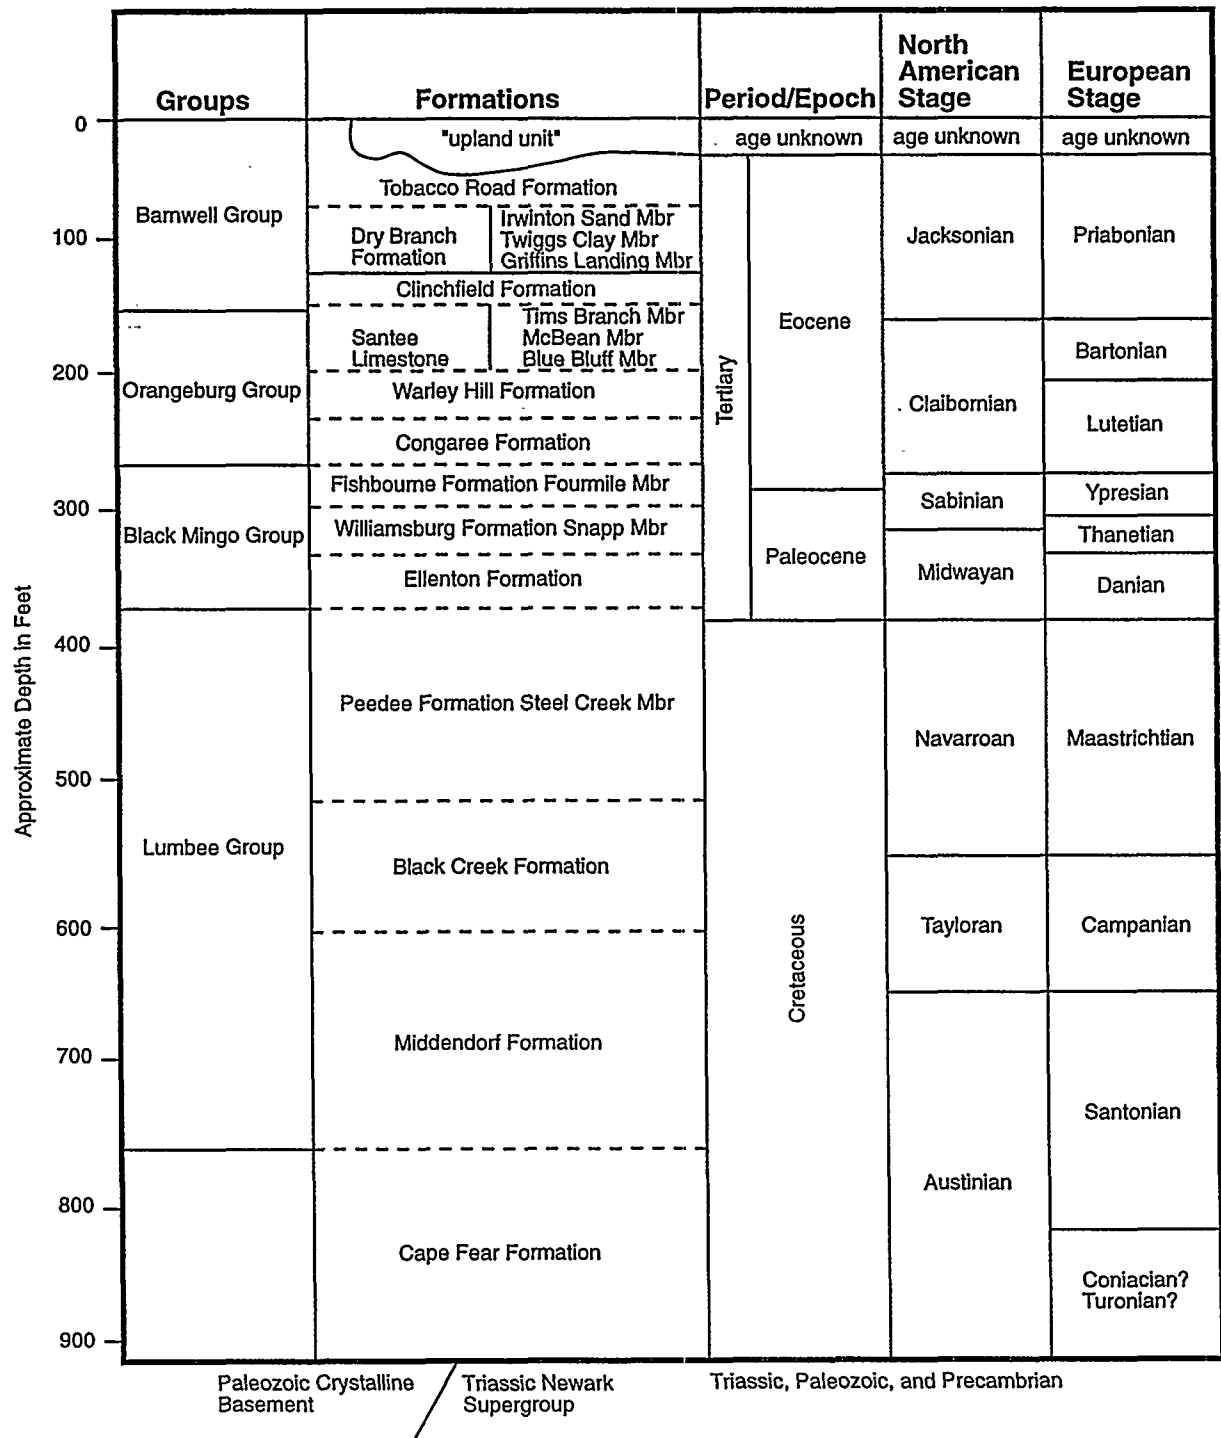 Groups
Formations
Period/Epoch
North
American
Stage
European
Stage
0
"upland unit"
age unknown
age unknown
age unknown
Tobacco Road Formation
Barnwell Group
Irwinton Sand Mbr
Dry Branch
Formation
Twiggs Clay Mbr
Griffins Landing Mbr
100
Jacksonian
Priabonian
Clinchfield Formation
Tims Branch Mbr
Santee
Limestone
McBean Mbr
Blue Bluff Mbr
Eocene
Bartonian
200
Orangeburg Group
Warley Hill Formation
Tertiary
Claibornian
Lutetian
Congaree Formation
Fishbourne Formation Fourmile Mbr
Sabinian
Ypresian
300
Black Mingo Group
Williamsburg Formation Snapp Mbr
Thanetian
Paleocene
Ellenton Formation
Midwayan
Danian
Approximate Depth in Feet
400
Peedee Formation Steel Creek Mbr
Navarroan
Maastrichtian
500
Lumbee Group
Black Creek Formation
600
Cretaceous
Tayloran
Campanian
700
Middendorf Formation
Santonian
Austinian
800
Cape Fear Formation
Coniacian?
Turonian?
900
Paleozoic Crystalline
Basement
Triassic Newark
Supergroup
Triassic, Paleozoic, and Precambrian